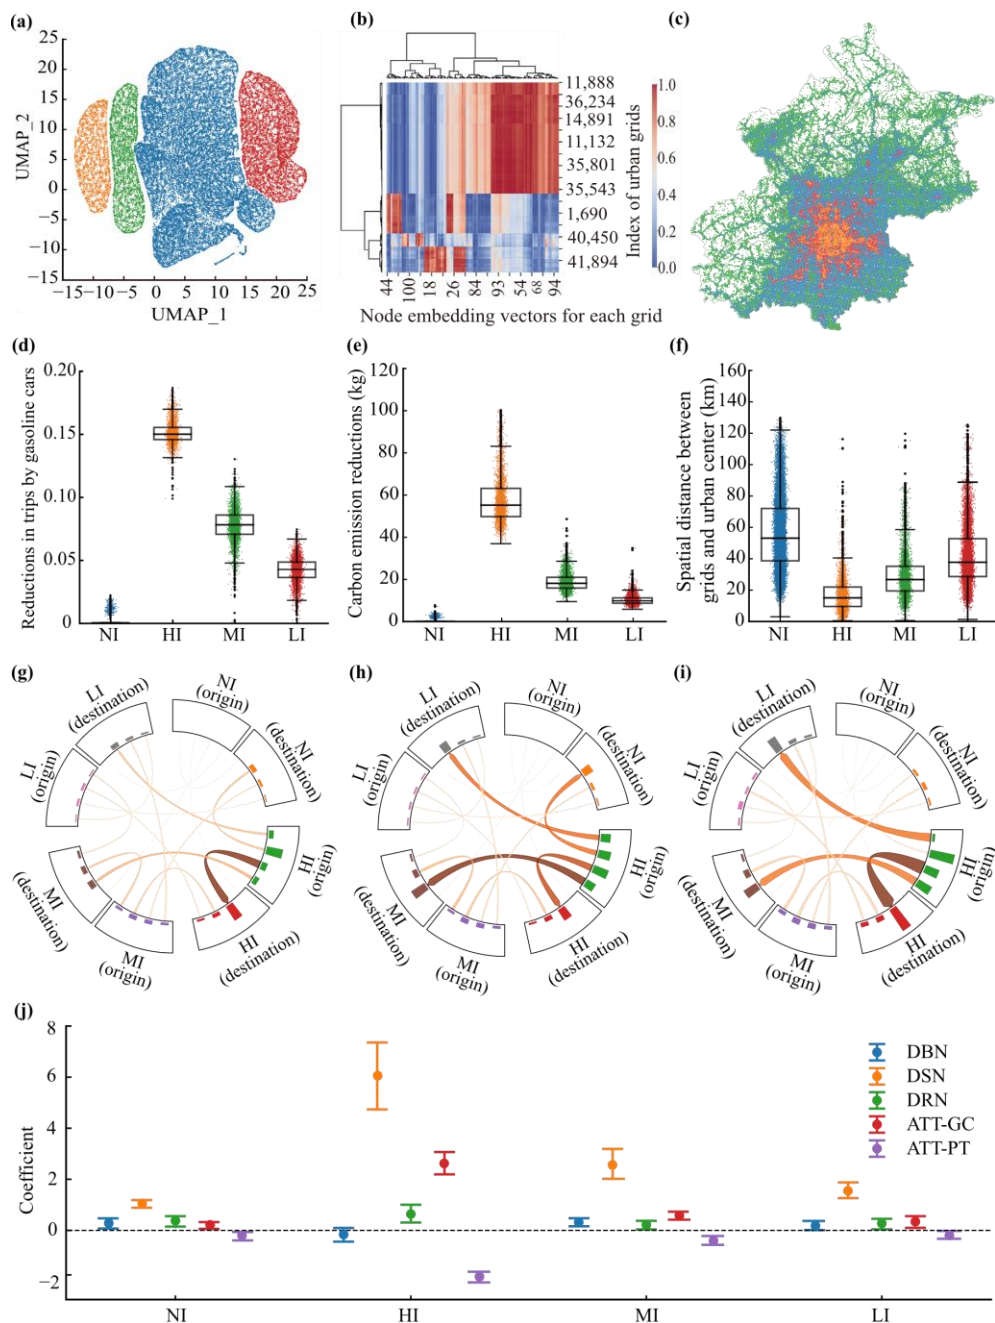 (a)
25
20
15
10
5
0
−5
−10
−15
UMAP_2
−15−10 −5 0 5 10 15 20 25
UMAP_1
(b)
11,888
36,234
14,891
11,132
35,801
35,543
1,690
40,450
41,894
Index of urban grids
1.0
0.8
0.6
0.4
0.2
0.0
44 100 18 26 84 93 54 68 94
Node embedding vectors for each grid
(c)
(d)
0.20
0.15
0.10
0.05
0
Reductions in trips by gasoline cars
NI HI MI LI
(e)
120
100
80
60
40
20
0
Carbon emission reductions (kg)
NI HI MI LI
(f)
160
140
120
100
80
60
40
20
0
Spatial distance between
grids and urban center (km)
NI HI MI LI
(g)
LI
(destination)
NI
(origin)
NI
(destination)
HI
(origin)
HI
(destination)
MI
(origin)
MI
(destination)
LI
(origin)
(h)
LI
(destination)
NI
(origin)
NI
(destination)
HI
(origin)
HI
(destination)
MI
(origin)
MI
(destination)
LI
(origin)
(i)
LI
(destination)
NI
(origin)
NI
(destination)
HI
(origin)
HI
(destination)
MI
(origin)
MI
(destination)
LI
(origin)
(j)
8
6
4
2
0
−2
Coefficient
DBN
DSN
DRN
ATT-GC
ATT-PT
NI HI MI LI